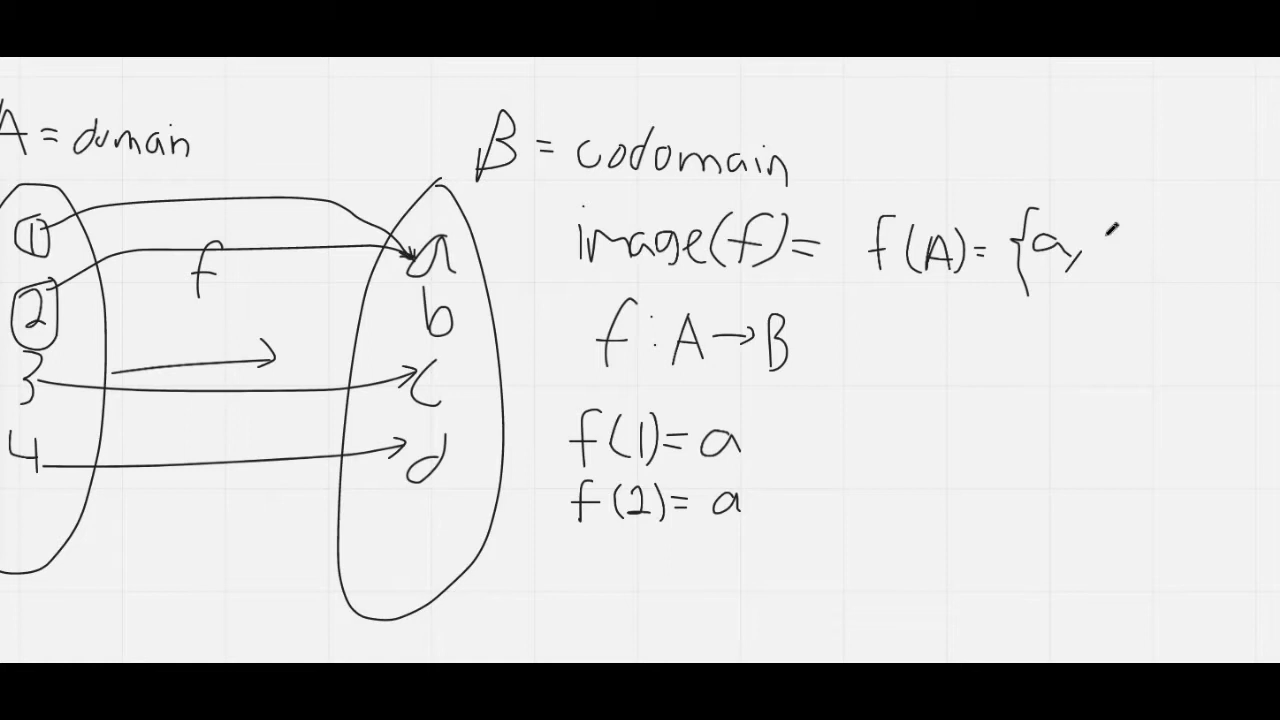 A = domain
B = codomain
1
2
3
4
f
a
b
c
d
image(f) = f(A) = {a,
f : A → B
f(1) = a
f(2) = a